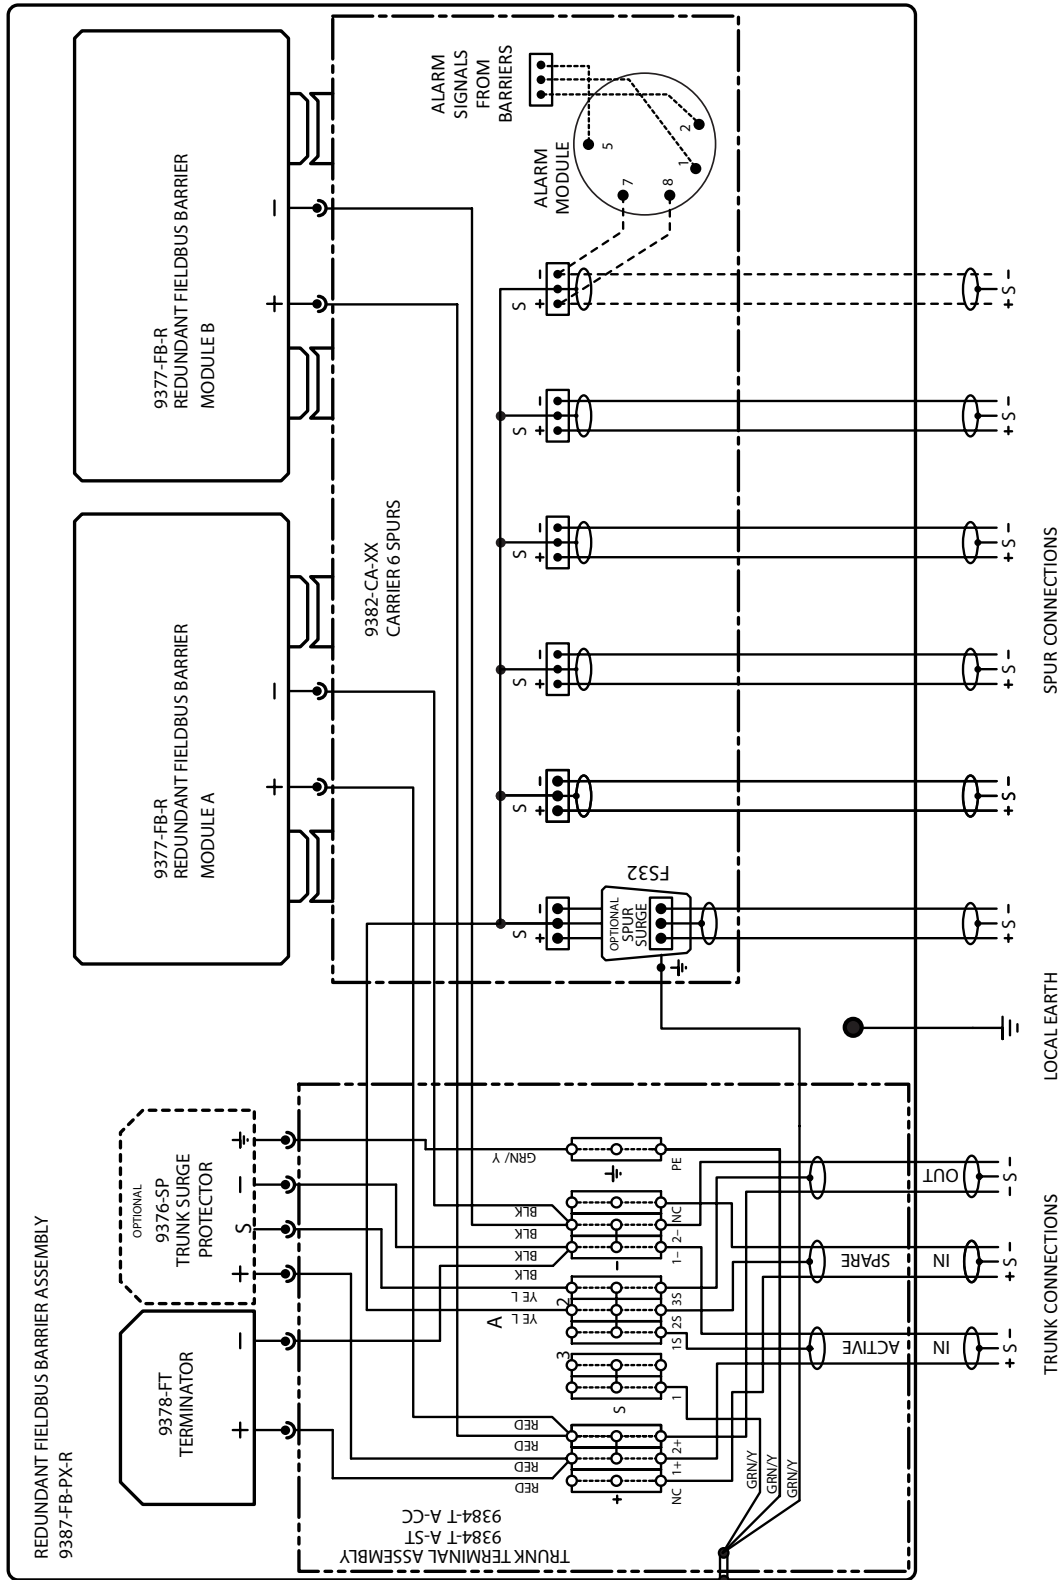 REDUNDANT FIELDBUS BARRIER ASSEMBLY
9387-FB-PX-R
9378-FT
TERMINATOR
+
–
OPTIONAL
9376-SP
TRUNK SURGE
PROTECTOR
+
S
–
9377-FB-R
REDUNDANT FIELDBUS BARRIER
MODULE A
+
–
9377-FB-R
REDUNDANT FIELDBUS BARRIER
MODULE B
+
–
9382-CA-XX
CARRIER 6 SPURS
ALARM
SIGNALS
FROM
BARRIERS
ALARM
MODULE
5
7
8
1
2
S
+
-
S
+
-
S
+
-
S
+
-
S
+
-
S
+
-
OPTIONAL
SPUR
SURGE
FS32
TRUNK TERMINAL ASSEMBLY
9384-T A-ST
9384-T A-CC
RED
RED
RED
RED
YE L
YE L
BLK
BLK
BLK
BLK
GRN/ Y
A
3
2
+
S
–
NC
1+
2+
1
1S
2S
3S
1–
2–
NC
PE
GRN/Y
GRN/Y
GRN/Y
ACTIVE
IN
SPARE
IN
OUT
+
S
-
+
S
-
-
S
-
+
S
-
+
S
-
+
S
-
+
S
-
+
S
-
+
S
-
TRUNK CONNECTIONS
LOCAL EARTH
SPUR CONNECTIONS